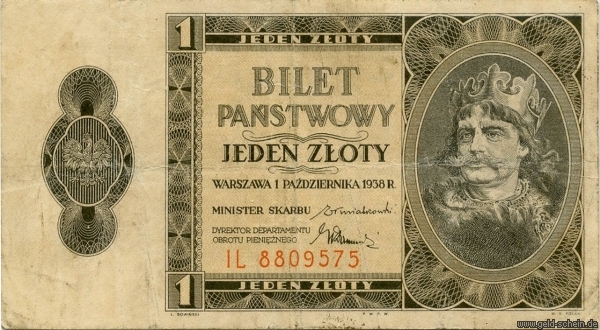 1
JEDEN ZŁOTY
BILET
PAŃSTWOWY
JEDEN ZŁOTY
WARSZAWA 1 PAŹDZIERNIKA 1938 R.
MINISTER SKARBU
DYREKTOR DEPARTAMENTU
OBROTU PIENIĘŻNEGO
IL 8809575
1
JEDEN ZŁOTY
www.geld-schein.de